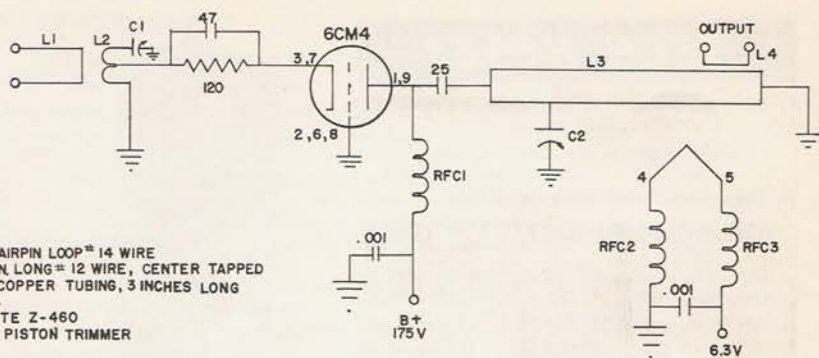 47
6CM4
OUTPUT
L1
L2
C1
3,7
1,9
25
L3
L4
120
2,6,8
C2
RFC1
4
5
RFC2
RFC3
.001
.001
B+
175V
6.3V
AIRPIN LOOP # 14 WIRE
LONG # 12 WIRE, CENTER TAPPED
COPPER TUBING, 3 INCHES LONG
TE Z-460
PISTON TRIMMER